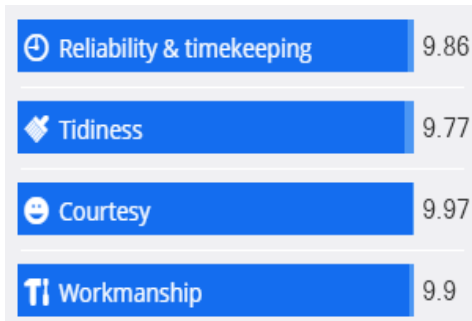 Reliability & timekeeping 9.86
Tidiness 9.77
Courtesy 9.97
Workmanship 9.9